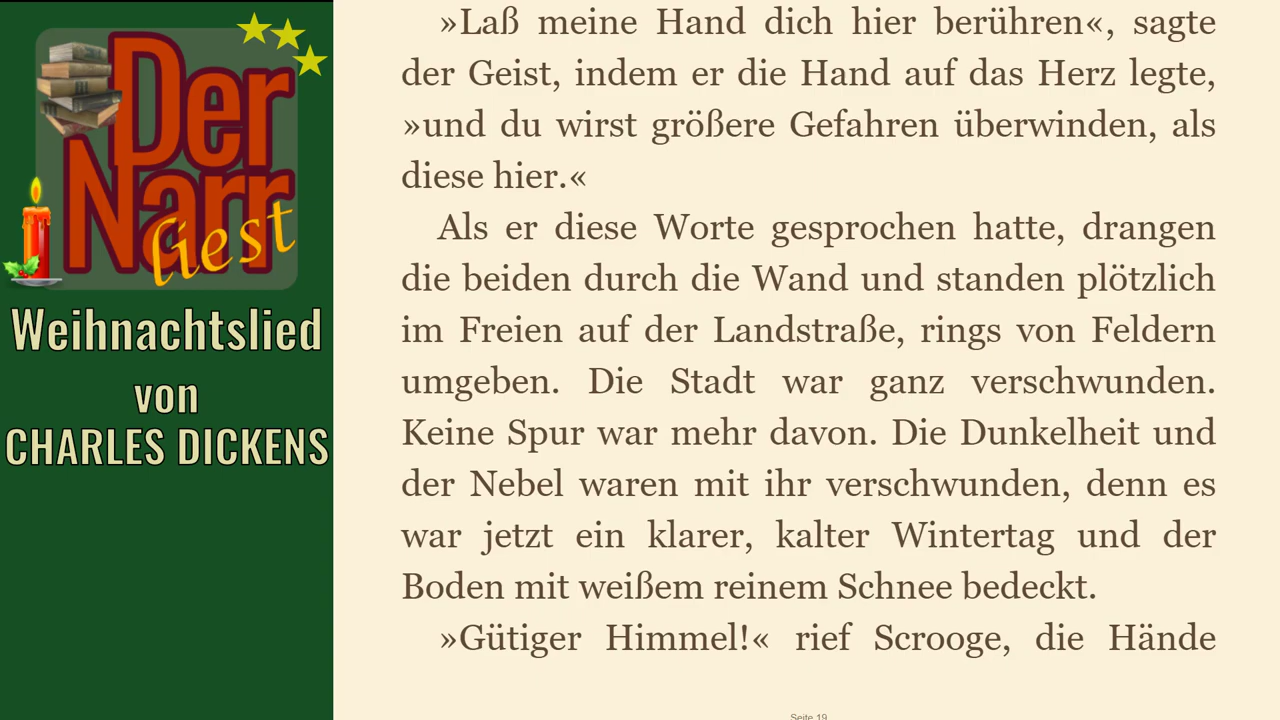 Der
Narr
liest
Weihnachtslied
von
CHARLES DICKENS
»Laß meine Hand dich hier berühren«, sagte
der Geist, indem er die Hand auf das Herz legte,
»und du wirst größere Gefahren überwinden, als
diese hier.«
Als er diese Worte gesprochen hatte, drangen
die beiden durch die Wand und standen plötzlich
im Freien auf der Landstraße, rings von Feldern
umgeben. Die Stadt war ganz verschwunden.
Keine Spur war mehr davon. Die Dunkelheit und
der Nebel waren mit ihr verschwunden, denn es
war jetzt ein klarer, kalter Wintertag und der
Boden mit weißem reinem Schnee bedeckt.
»Gütiger Himmel!« rief Scrooge, die Hände
Seite 19